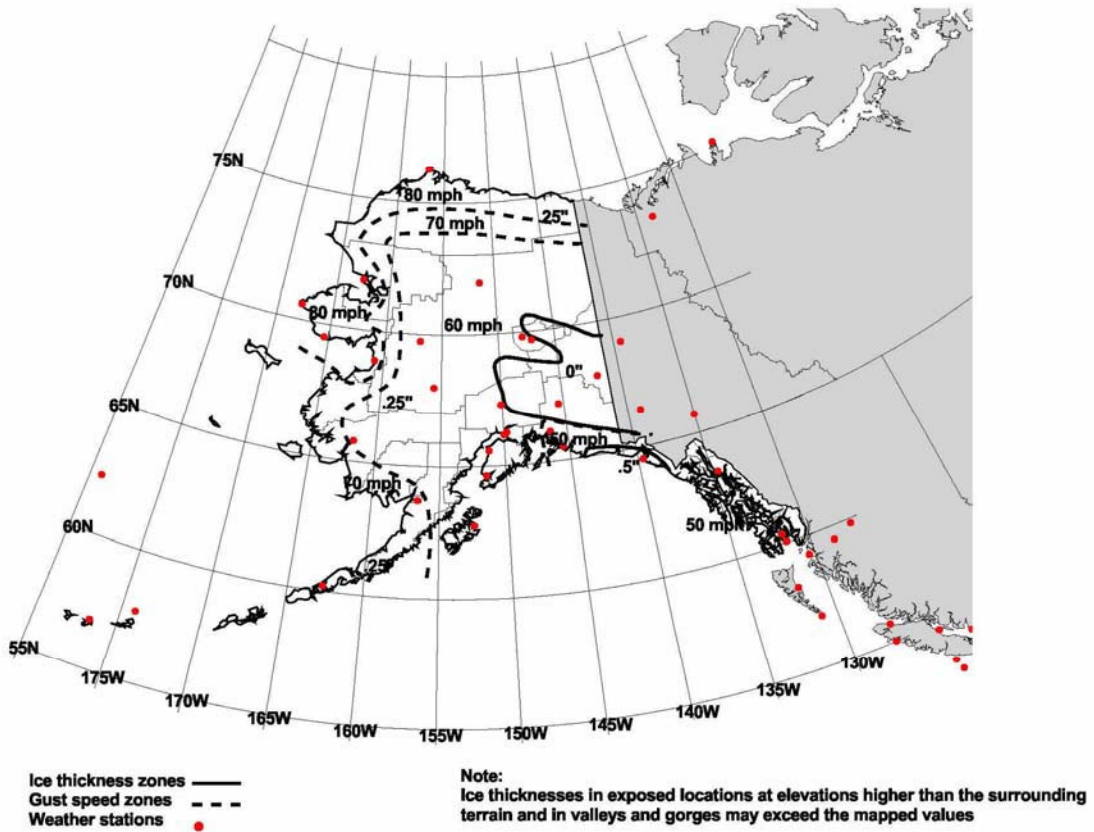 75N
80 mph
.25"
70 mph
70N
80 mph
60 mph
0"
65N
.25"
50 mph
.5"
70 mph
50 mph
60N
.25"
55N
175W
170W
165W
160W
155W
150W
145W
140W
135W
130W
Ice thickness zones
Gust speed zones
Weather stations
Note:
Ice thicknesses in exposed locations at elevations higher than the surrounding
terrain and in valleys and gorges may exceed the mapped values